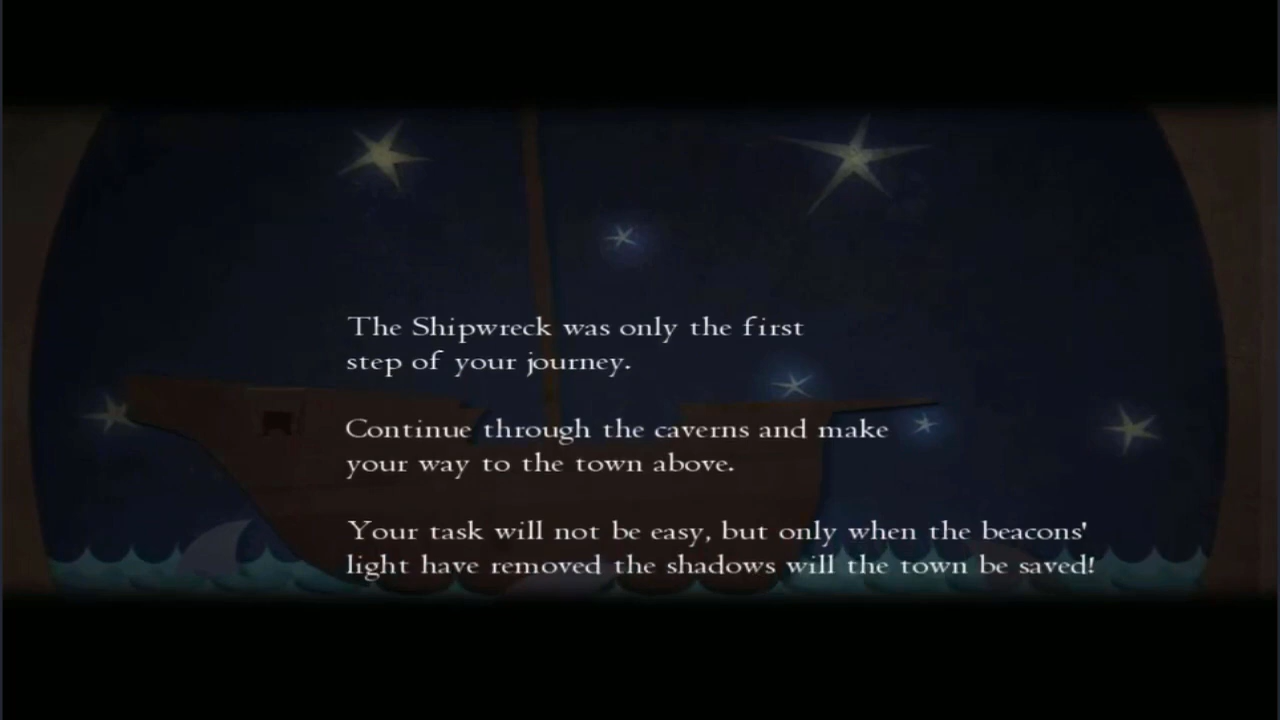 The Shipwreck was only the first
step of your journey.
Continue through the caverns and make
your way to the town above.
Your task will not be easy, but only when the beacons'
light have removed the shadows will the town be saved!